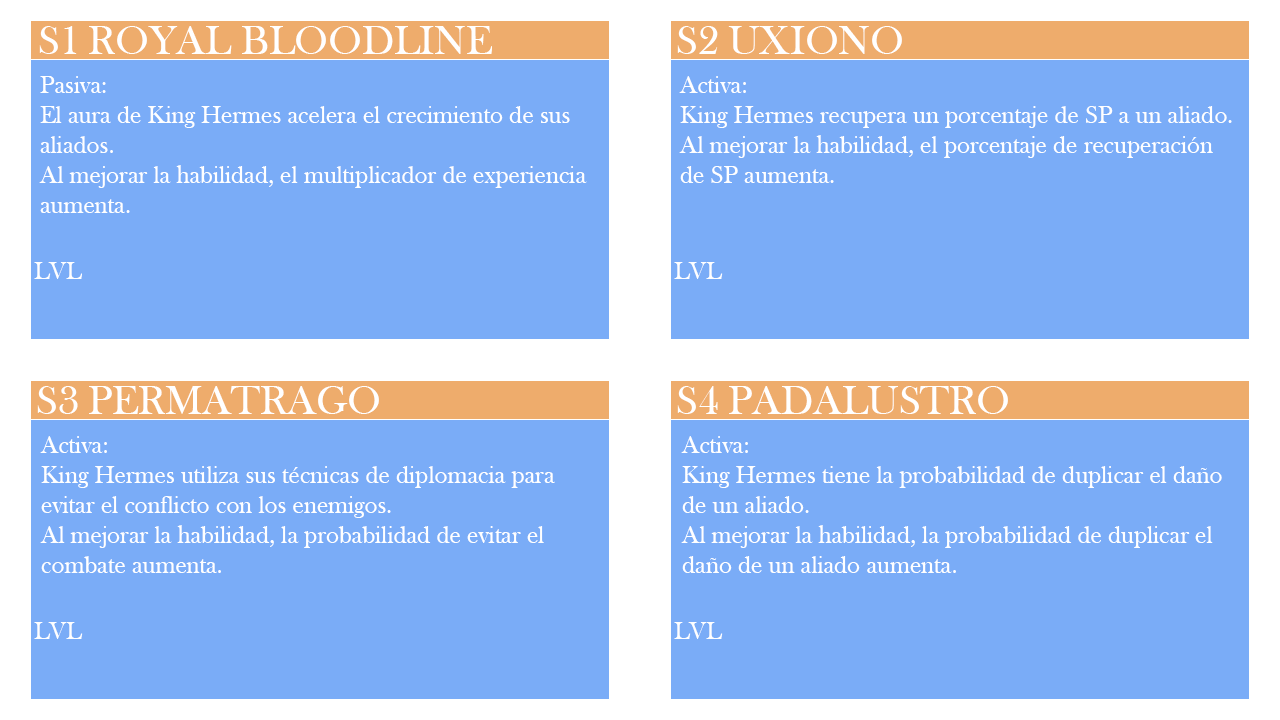 S1 ROYAL BLOODLINE
Pasiva:
El aura de King Hermes acelera el crecimiento de sus
aliados.
Al mejorar la habilidad, el multiplicador de experiencia
aumenta.
LVL
S2 UXIONO
Activa:
King Hermes recupera un porcentaje de SP a un aliado.
Al mejorar la habilidad, el porcentaje de recuperación
de SP aumenta.
LVL
S3 PERMATRAGO
Activa:
King Hermes utiliza sus técnicas de diplomacia para
evitar el conflicto con los enemigos.
Al mejorar la habilidad, la probabilidad de evitar el
combate aumenta.
LVL
S4 PADALUSTRO
Activa:
King Hermes tiene la probabilidad de duplicar el daño
de un aliado.
Al mejorar la habilidad, la probabilidad de duplicar el
daño de un aliado aumenta.
LVL